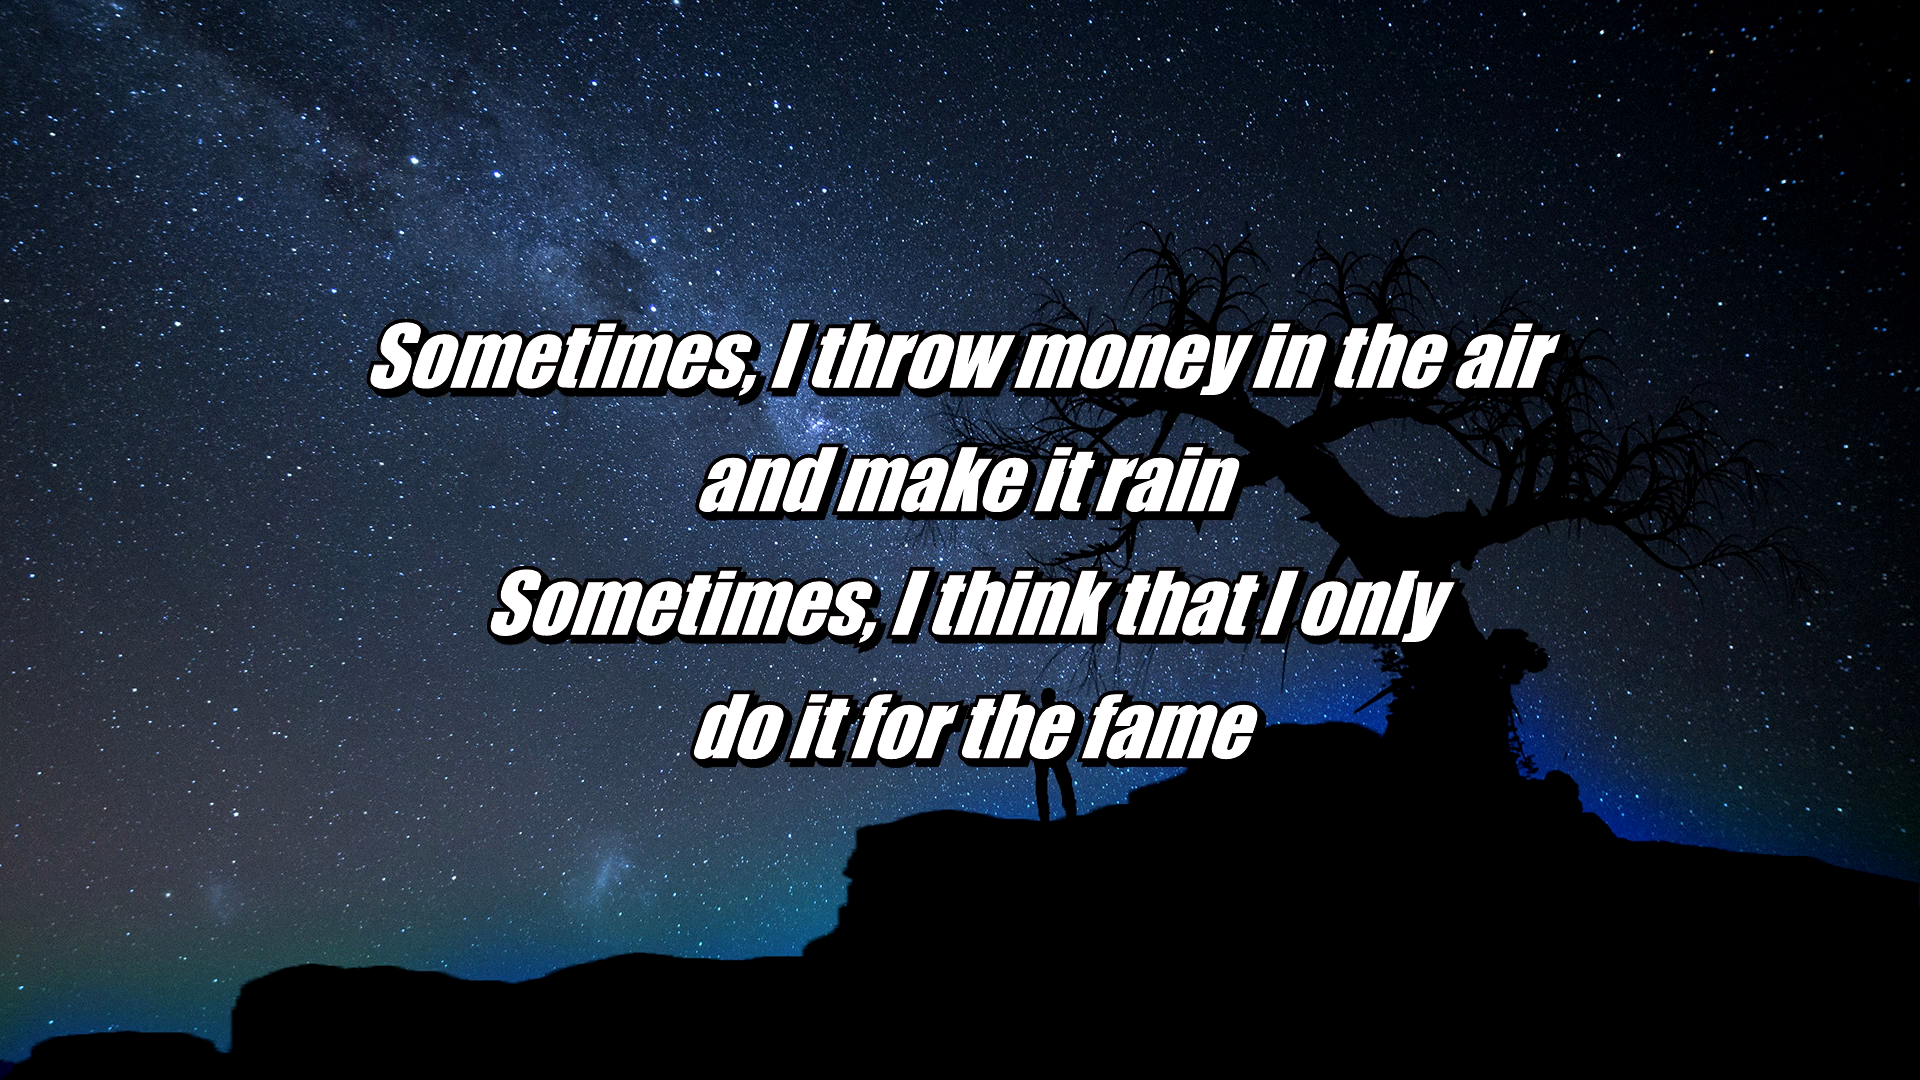 Sometimes, I throw money in the air
and make it rain
Sometimes, I think that I only
do it for the fame